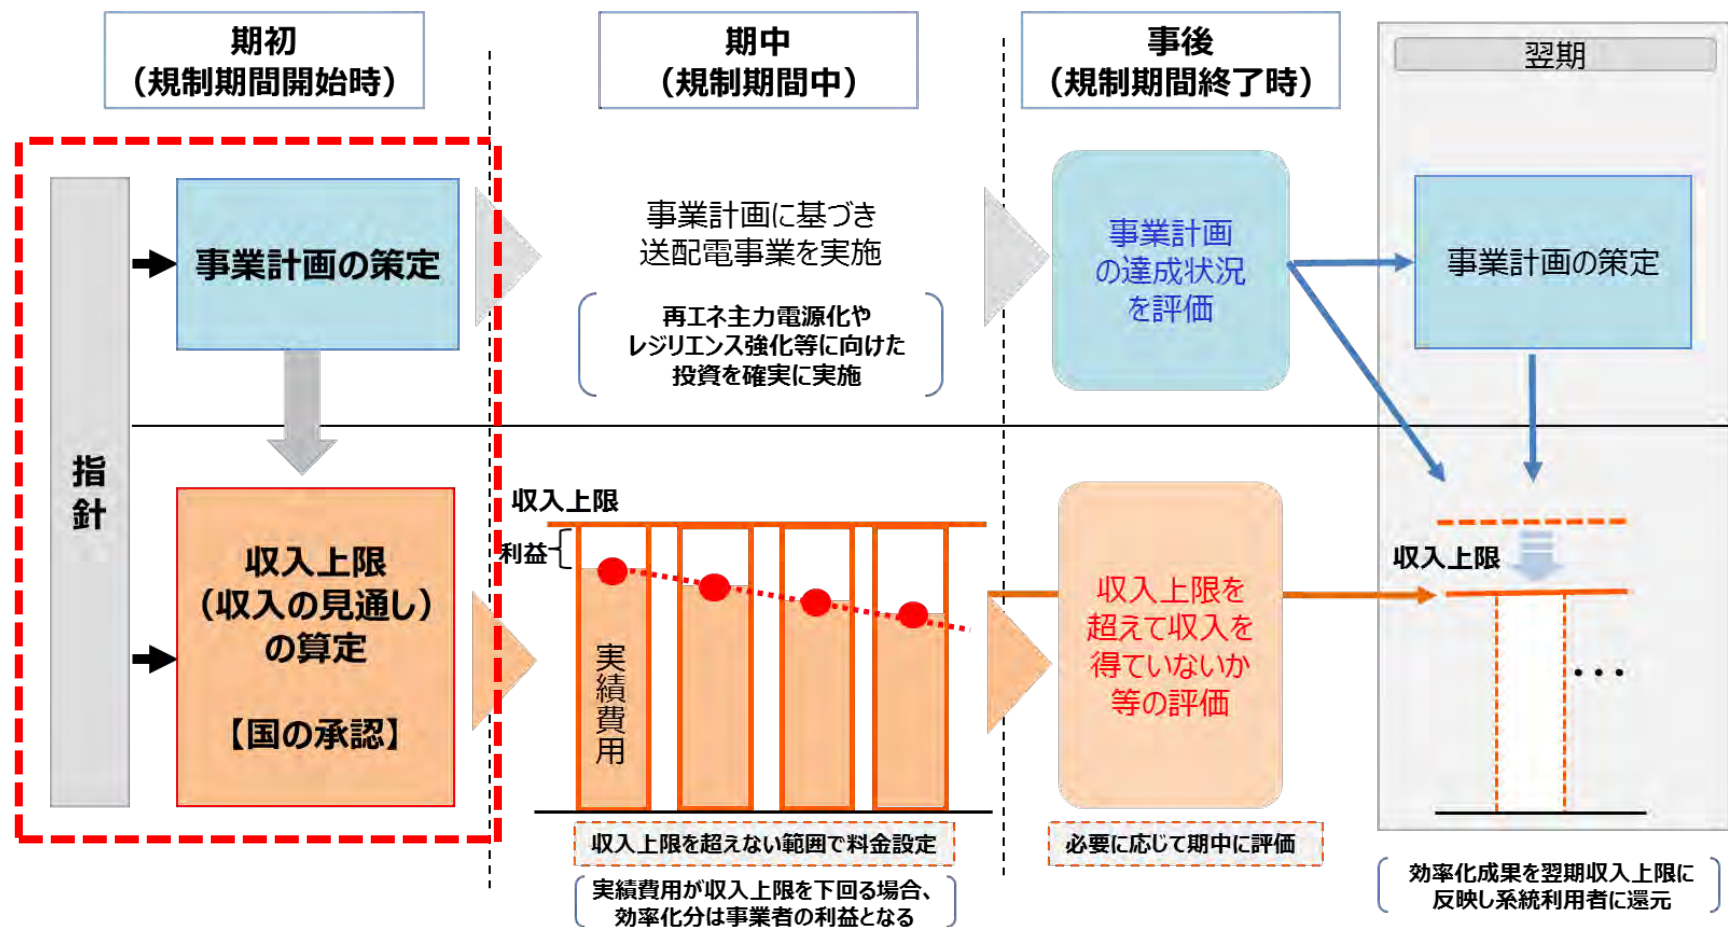 期初
（規制期間開始時）
期中
（規制期間中）
事後
（規制期間終了時）
翌期
指
針
事業計画の策定
事業計画に基づき
送配電事業を実施
再エネ主力電源化や
レジリエンス強化等に向けた
投資を確実に実施
事業計画
の達成状況
を評価
事業計画の策定
収入上限
（収入の見通し）
の算定
【国の承認】
収入上限
利益
実
績
費
用
収入上限を超えない範囲で料金設定
実績費用が収入上限を下回る場合、
効率化分は事業者の利益となる
収入上限を
超えて収入を
得ていないか
等の評価
必要に応じて期中に評価
収入上限
…
効率化成果を翌期収入上限に
反映し系統利用者に還元